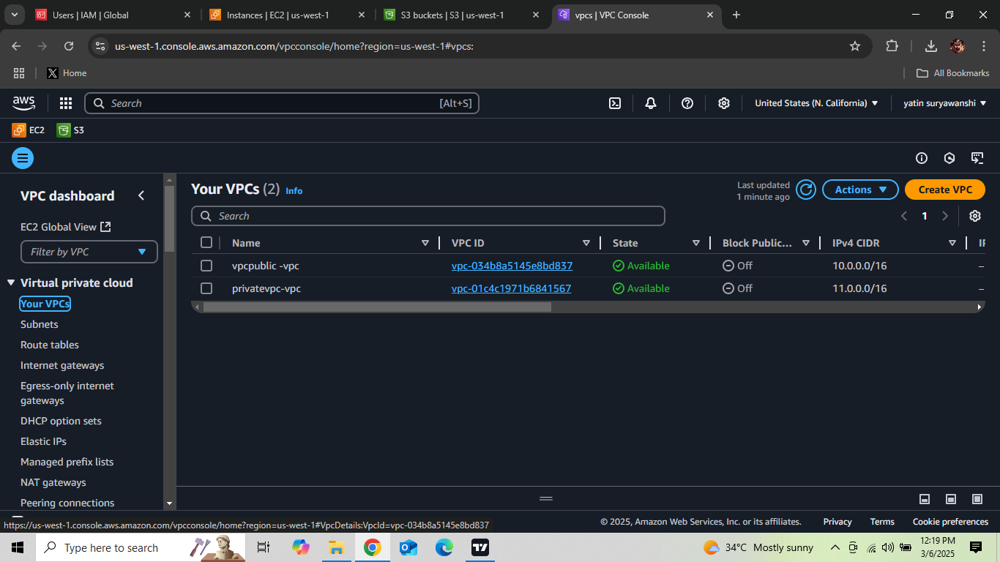 Users | IAM | Global
Instances | EC2 | us-west-1
S3 buckets | S3 | us-west-1
vpcs | VPC Console
us-west-1.console.aws.amazon.com/vpcconsole/home?region=us-west-1#vpcs:
Home
All Bookmarks
aws
Search
[Alt+S]
United States (N. California)
yatin suryawanshi
EC2
S3
VPC dashboard
EC2 Global View
Filter by VPC
Virtual private cloud
Your VPCs
Subnets
Route tables
Internet gateways
Egress-only internet
gateways
DHCP option sets
Elastic IPs
Managed prefix lists
NAT gateways
Peering connections
Your VPCs (2) Info
Last updated
1 minute ago
Actions
Create VPC
Search
1
Name VPC ID State Block Public... IPv4 CIDR
vpcpublic -vpc vpc-034b8a5145e8bd837 Available Off 10.0.0.0/16 –
privatevpc-vpc vpc-01c4c1971b6841567 Available Off 11.0.0.0/16 –
https://us-west-1.console.aws.amazon.com/vpcconsole/home?region=us-west-1#VpcDetails:VpcId=vpc-034b8a5145e8bd837
© 2025, Amazon Web Services, Inc. or its affiliates.
Privacy
Terms
Cookie preferences
Type here to search
34°C Mostly sunny
12:19 PM
3/6/2025